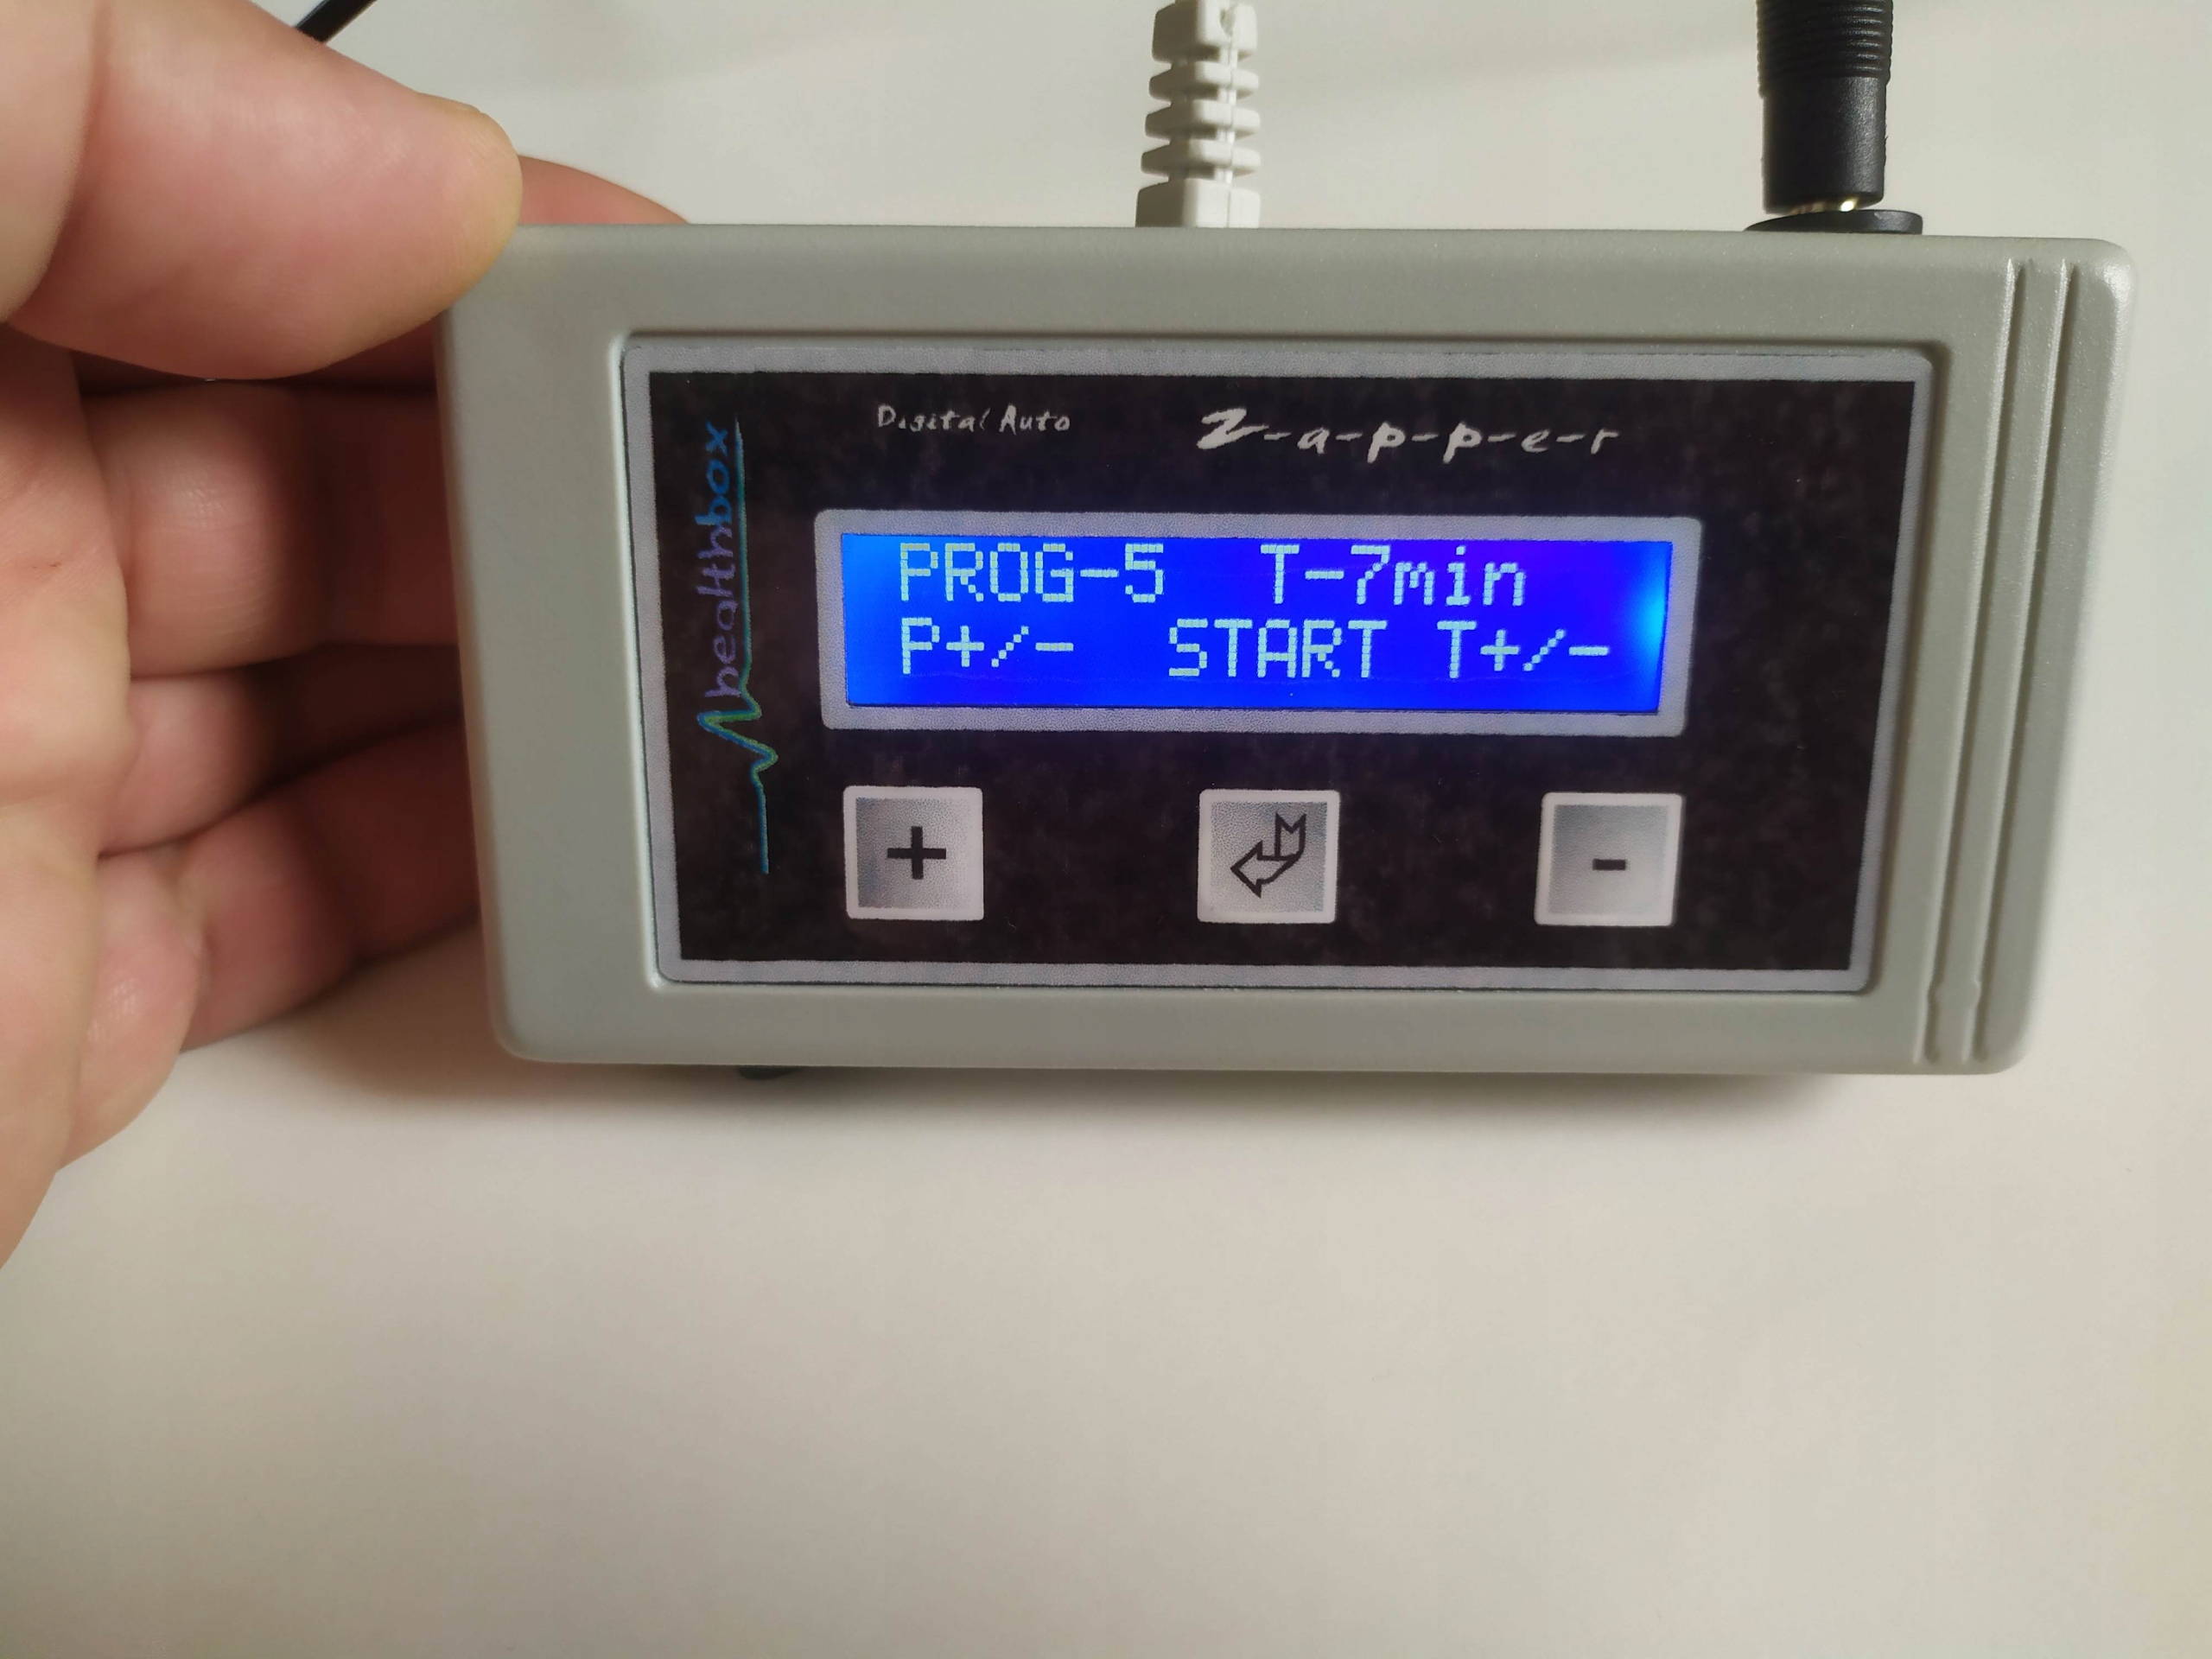 Digital Auto Z-a-p-p-e-r
healthbox
PROG-5 T-7min
P+/- START T+/-
+ -